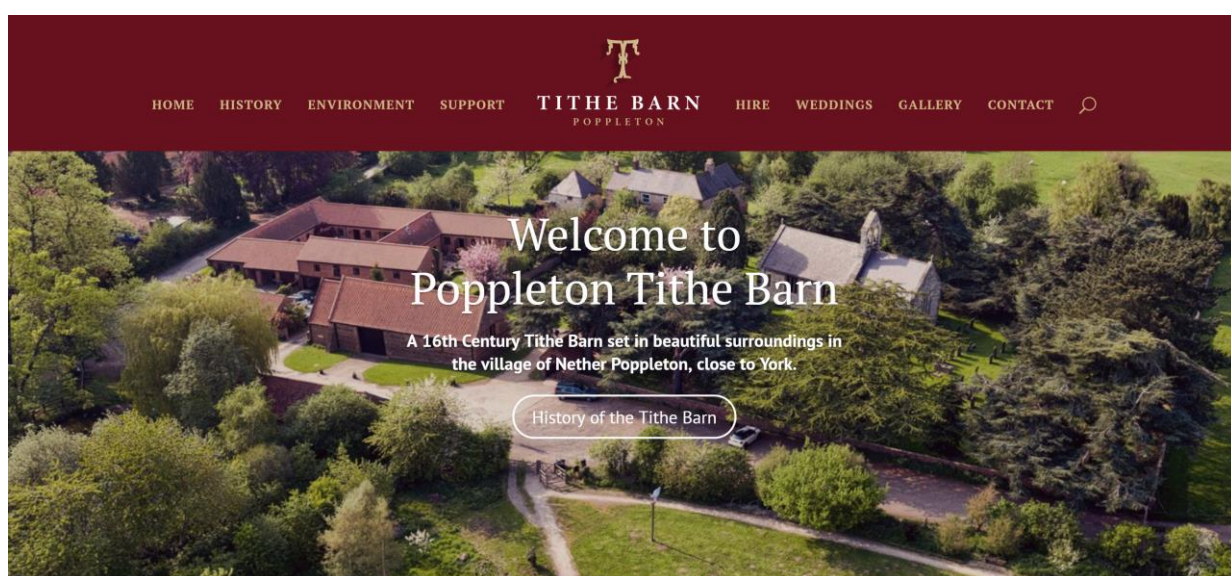 HOME HISTORY ENVIRONMENT SUPPORT
T
TITHE BARN
POPPLETON
HIRE WEDDINGS GALLERY CONTACT
Welcome to
Poppleton Tithe Barn
A 16th Century Tithe Barn set in beautiful surroundings in
the village of Nether Poppleton, close to York.
History of the Tithe Barn